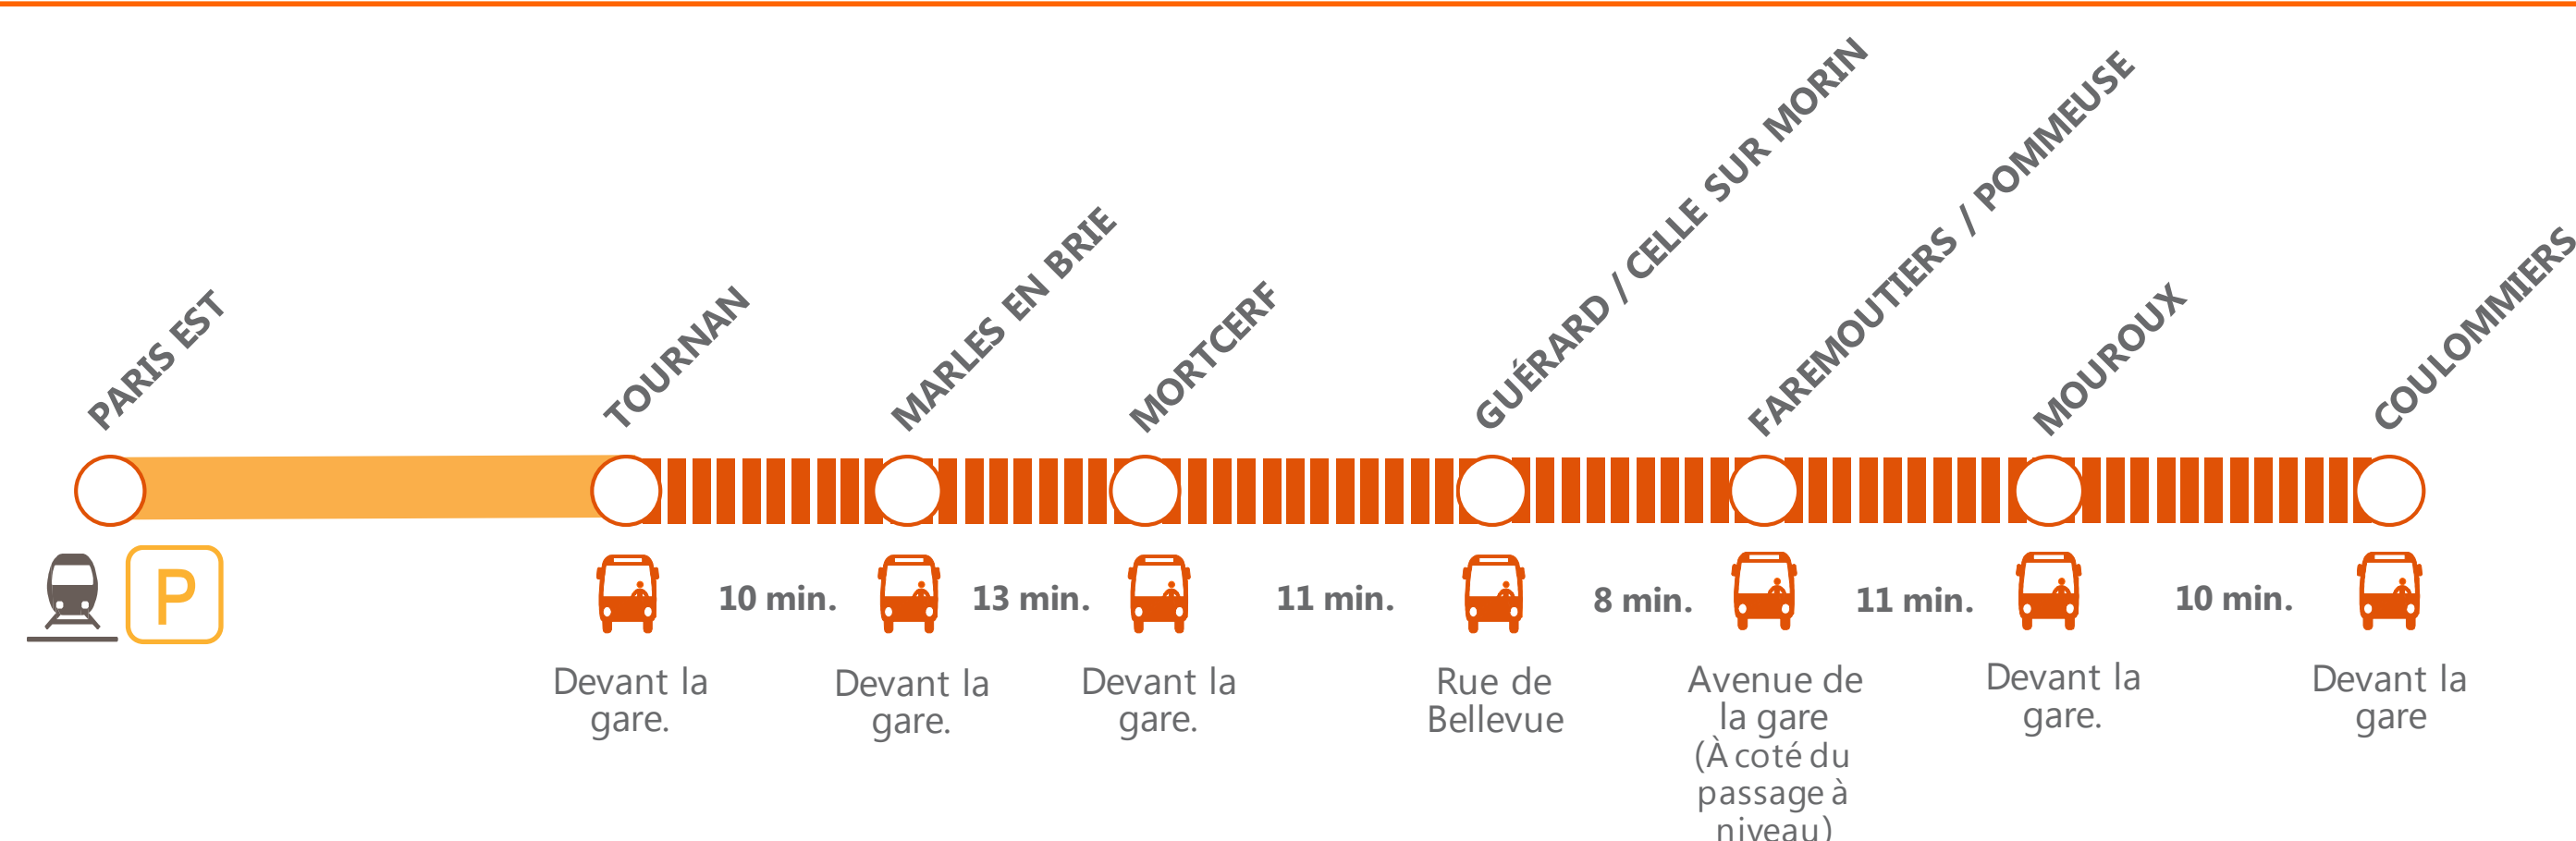 PARIS EST
TOURNAN
MARLES EN BRIE
MORTCERF
GUÉRARD / CELLE SUR MORIN
FAREMOUTIERS / POMMEUSE
MOUROUX
COULOMMIERS
P
10 min.
13 min.
11 min.
8 min.
11 min.
10 min.
Devant la
gare.
Devant la
gare.
Devant la
gare.
Rue de
Bellevue
Avenue de
la gare
(À coté du
passage à
niveau)
Devant la
gare.
Devant la
gare